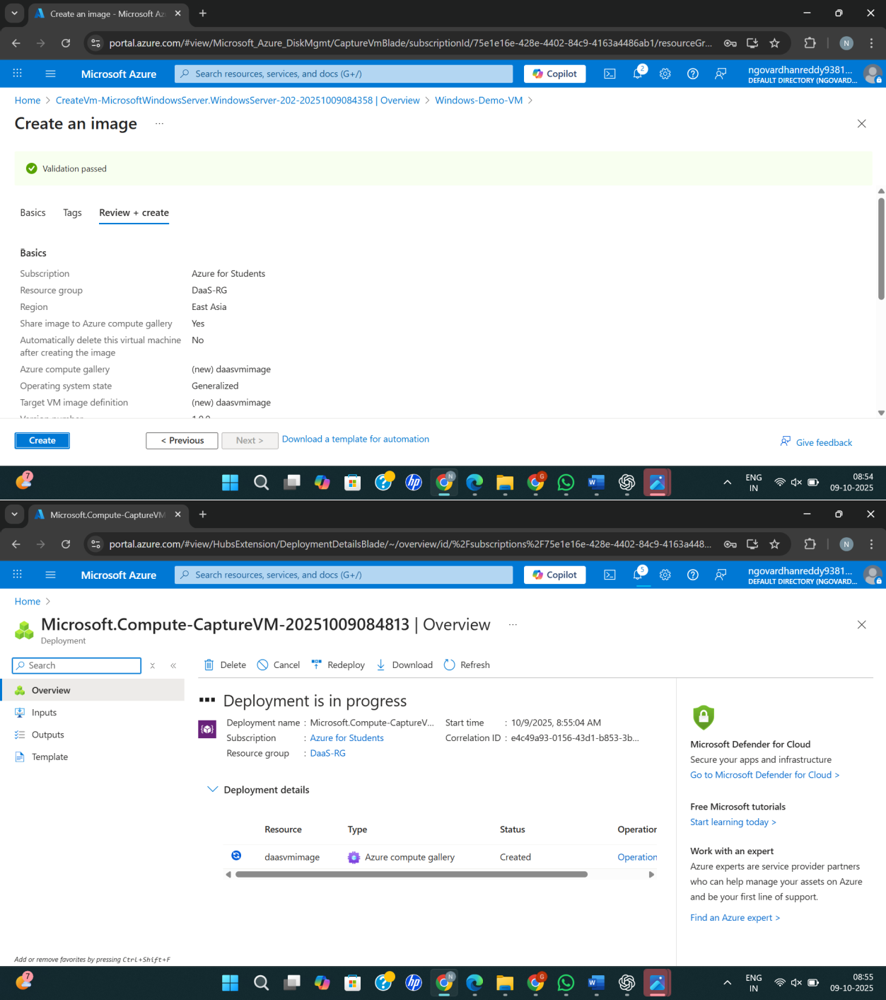 Create an image - Microsoft Az
portal.azure.com/#view/Microsoft_Azure_DiskMgmt/CaptureVmBlade/subscriptionId/75e1e16e-428e-4402-84c9-4163a4486ab1/resourceGr...
N
Microsoft Azure
Search resources, services, and docs (G+/)
Copilot
2
ngovardhanreddy9381...
DEFAULT DIRECTORY (NGOVARD...
Home > CreateVm-MicrosoftWindowsServer.WindowsServer-202-20251009084358 | Overview > Windows-Demo-VM >
Create an image ...
Validation passed
Basics Tags Review + create
Basics
Subscription Azure for Students
Resource group DaaS-RG
Region East Asia
Share image to Azure compute gallery Yes
Automatically delete this virtual machine No
after creating the image
Azure compute gallery (new) daasvmimage
Operating system state Generalized
Target VM image definition (new) daasvmimage
Create < Previous Next > Download a template for automation
Give feedback
7
N
G
ENG
IN
08:54
09-10-2025
Microsoft.Compute-CaptureVM
portal.azure.com/#view/HubsExtension/DeploymentDetailsBlade/~/overview/id/%2Fsubscriptions%2F75e1e16e-428e-4402-84c9-4163a448...
N
Microsoft Azure
Search resources, services, and docs (G+/)
Copilot
5
ngovardhanreddy9381...
DEFAULT DIRECTORY (NGOVARD...
Home >
Microsoft.Compute-CaptureVM-20251009084813 | Overview ...
Deployment
Search
Delete Cancel Redeploy Download Refresh
Overview
Inputs
Outputs
Template
Deployment is in progress
Deployment name : Microsoft.Compute-CaptureV... Start time : 10/9/2025, 8:55:04 AM
Subscription : Azure for Students Correlation ID : e4c49a93-0156-43d1-b853-3b...
Resource group : DaaS-RG
Deployment details
Resource Type Status Operation
daasvmimage Azure compute gallery Created Operation
Microsoft Defender for Cloud
Secure your apps and infrastructure
Go to Microsoft Defender for Cloud >
Free Microsoft tutorials
Start learning today >
Work with an expert
Azure experts are service provider partners
who can help manage your assets on Azure
and be your first line of support.
Find an Azure expert >
Add or remove favorites by pressing Ctrl+Shift+F
7
N
G
ENG
IN
08:55
09-10-2025